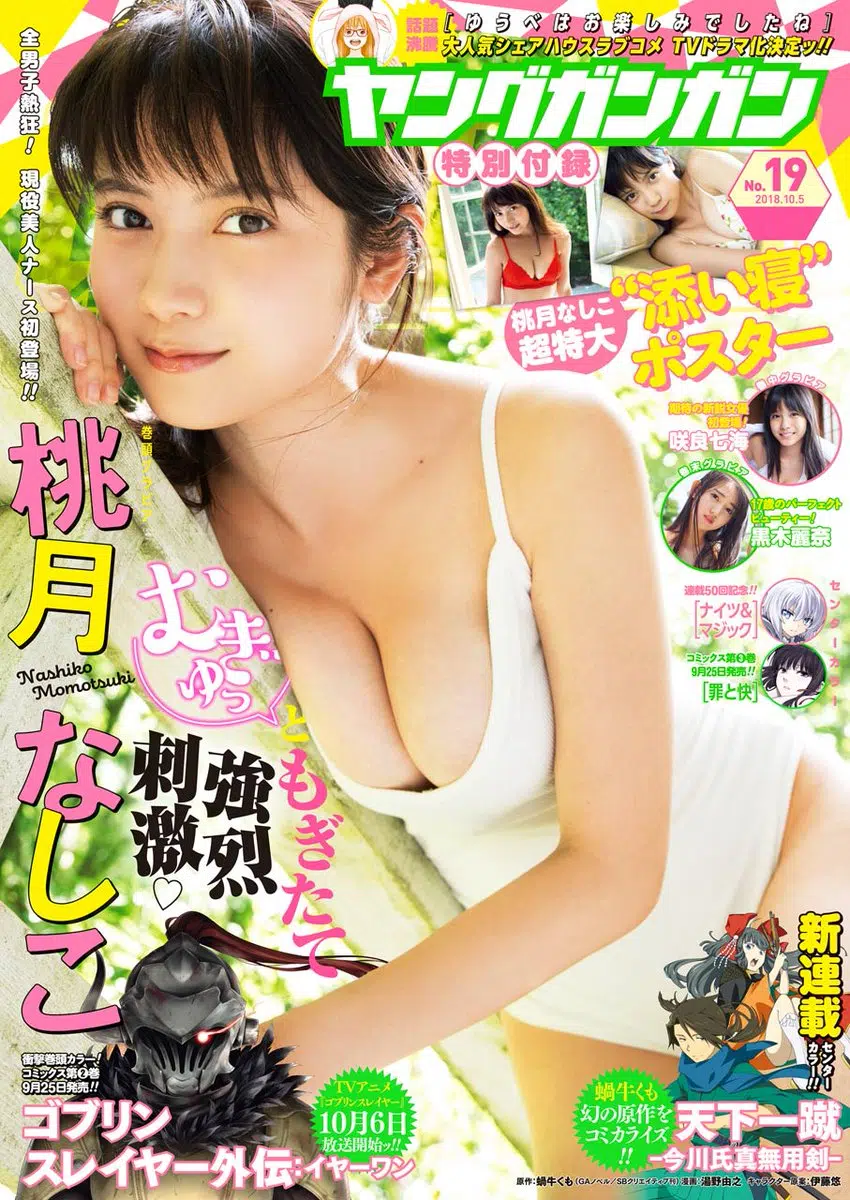 話題沸騰
[ゆうべはお楽しみでしたね]
大人気シェアハウスラブコメ TVドラマ化決定ッ!!
ヤングガンガン
No.19
2018.10.5
特別付録
桃月なしこ
超特大
“添い寝”
ポスター
全男子熱狂! 現役美人ナース初登場!!
巻頭グラビア
桃月なしこ
Nashiko
Momotsuki
むぎゅっ
ともぎたて
強烈
刺激♡
集中グラビア
期待の新鋭女優
初登場!
咲良七海
巻末グラビア
17歳のパーフェクト
ビューティー!
黒木麗奈
センターカラー
連載50回記念!!
[ナイツ&
マジック]
コミックス第3巻
9月25日発売!!
[罪と快]
衝撃巻頭カラー!
コミックス第2巻
9月25日発売!!
ゴブリン
スレイヤー外伝:イヤーワン
TVアニメ
『ゴブリンスレイヤー』
10月6日
放送開始ッ!!
新連載
センターカラー!!
蝸牛くも
幻の原作を
コミカライズ
!!
天下一蹴
-今川氏真無用剣-
原作:蝸牛くも(GAノベル/SBクリエイティブ刊) 漫画:湯野由之 キャラクター原案:伊藤悠